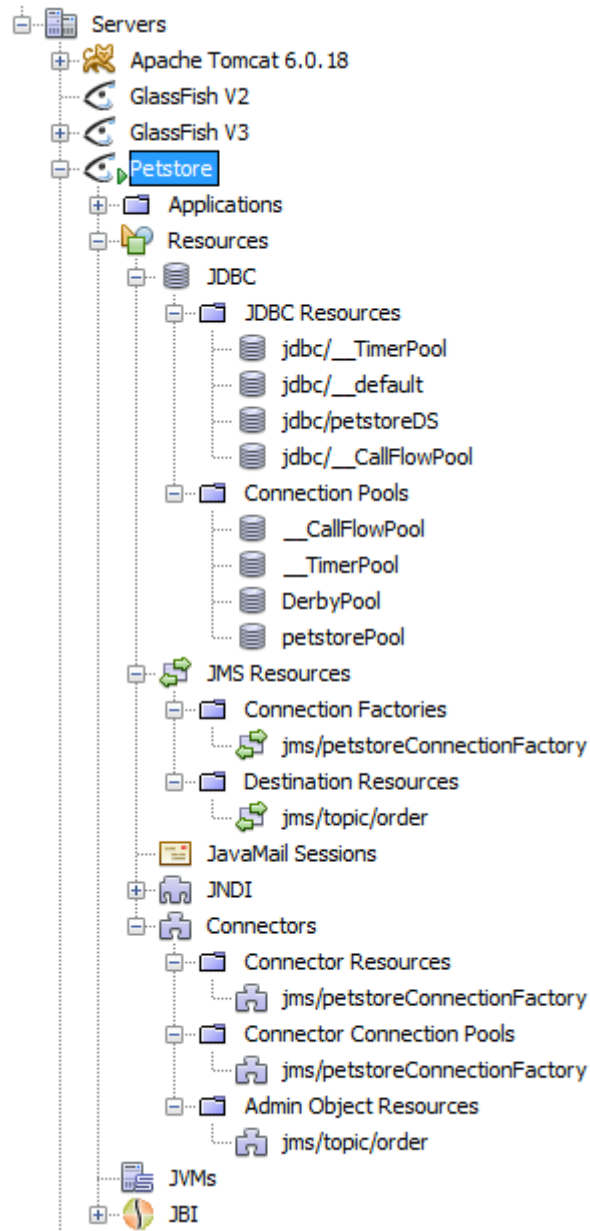 Servers
Apache Tomcat 6.0.18
GlassFish V2
GlassFish V3
Petstore
Applications
Resources
JDBC
JDBC Resources
jdbc/__TimerPool
jdbc/__default
jdbc/petstoreDS
jdbc/__CallFlowPool
Connection Pools
__CallFlowPool
__TimerPool
DerbyPool
petstorePool
JMS Resources
Connection Factories
jms/petstoreConnectionFactory
Destination Resources
jms/topic/order
JavaMail Sessions
JNDI
Connectors
Connector Resources
jms/petstoreConnectionFactory
Connector Connection Pools
jms/petstoreConnectionFactory
Admin Object Resources
jms/topic/order
JVMs
JBI